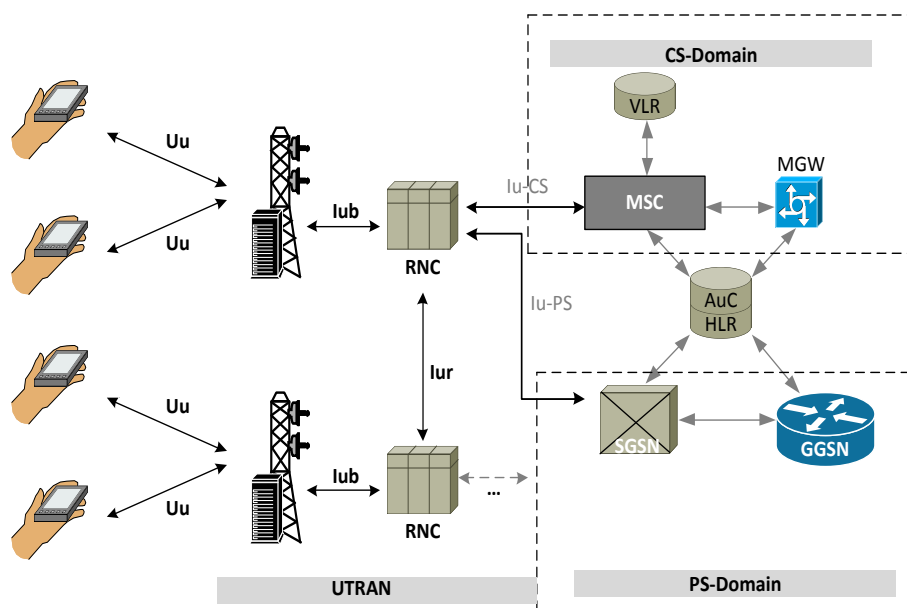 CS-Domain
VLR
Uu
MGW
Iu-CS
MSC
Iub
Uu
RNC
Iu-PS
AuC
HLR
Iur
Uu
SGSN
GGSN
Iub
...
Uu
RNC
UTRAN
PS-Domain